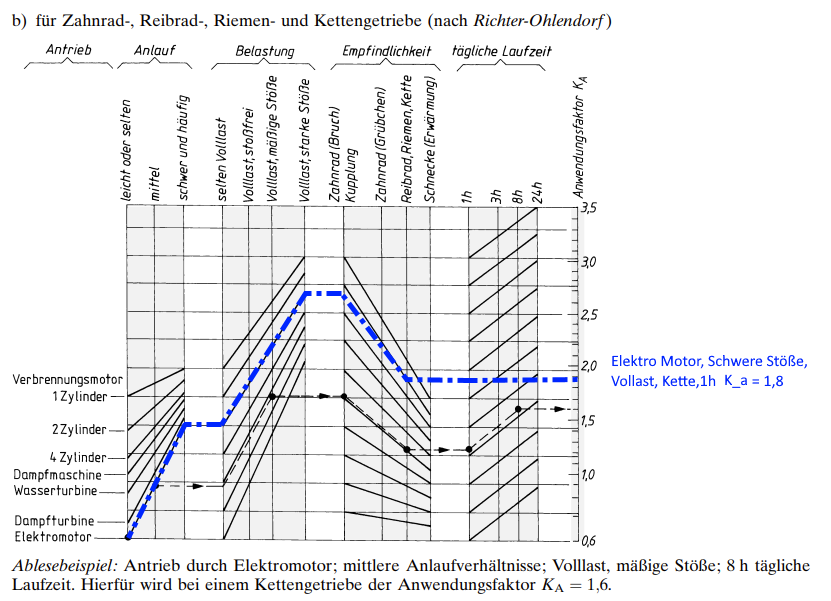 b) für Zahnrad-, Reibrad-, Riemen- und Kettengetriebe (nach Richter-Ohlendorf)
Antrieb Anlauf Belastung Empfindlichkeit tägliche Laufzeit
leicht oder selten
mittel
schwer und häufig
selten Volllast
Volllast, stoßfrei
Volllast, mäßige Stöße
Volllast, starke Stöße
Zahnrad (Bruch)
Kupplung
Zahnrad (Grübchen)
Reibrad, Riemen, Kette
Schnecke (Erwärmung)
1h
3h
8h
24h
Anwendungsfaktor KA
3,5
3,0
2,5
2,0
1,5
1,0
0,6
Verbrennungsmotor
1 Zylinder
2 Zylinder
4 Zylinder
Dampfmaschine
Wasserturbine
Dampfturbine
Elektromotor
Elektro Motor, Schwere Stöße,
Vollast, Kette,1h K_a = 1,8
Ablesebeispiel: Antrieb durch Elektromotor; mittlere Anlaufverhältnisse; Volllast, mäßige Stöße; 8 h tägliche
Laufzeit. Hierfür wird bei einem Kettengetriebe der Anwendungsfaktor KA = 1,6.